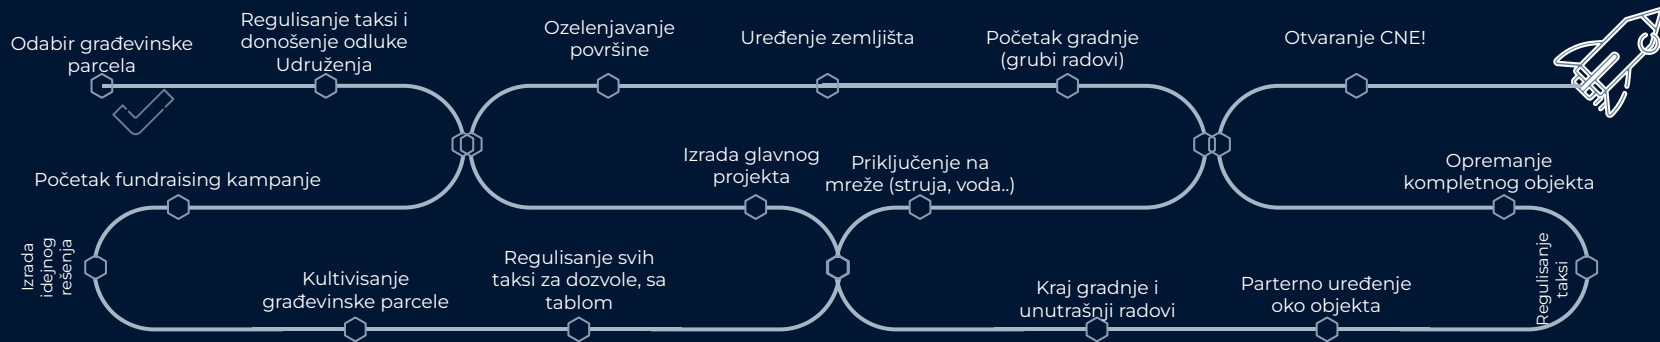 Odabir građevinske
parcela
Regulisanje taksi i
donošenje odluke
Udruženja
Ozelenjavanje
površine
Uređenje zemljišta
Početak gradnje
(grubi radovi)
Otvaranje CNE!
Početak fundraising kampanje
Izrada glavnog
projekta
Priključenje na
mreže (struja, voda..)
Opremanje
kompletnog objekta
Izrada
idejnog
rešenja
Kultivisanje
građevinske parcele
Regulisanje svih
taksi za dozvole, sa
tablom
Kraj gradnje i
unutrašnji radovi
Parterno uređenje
oko objekta
Regulisanje
taksi